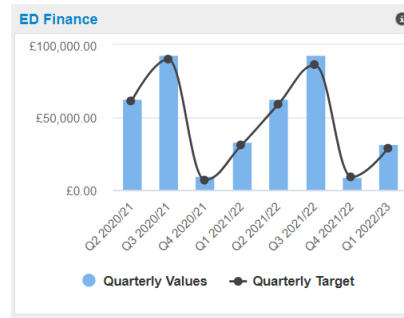 ED Finance
£100,000.00
£50,000.00
£0.00
Q2 2020/21
Q3 2020/21
Q4 2020/21
Q1 2021/22
Q2 2021/22
Q3 2021/22
Q4 2021/22
Q1 2022/23
Quarterly Values
Quarterly Target